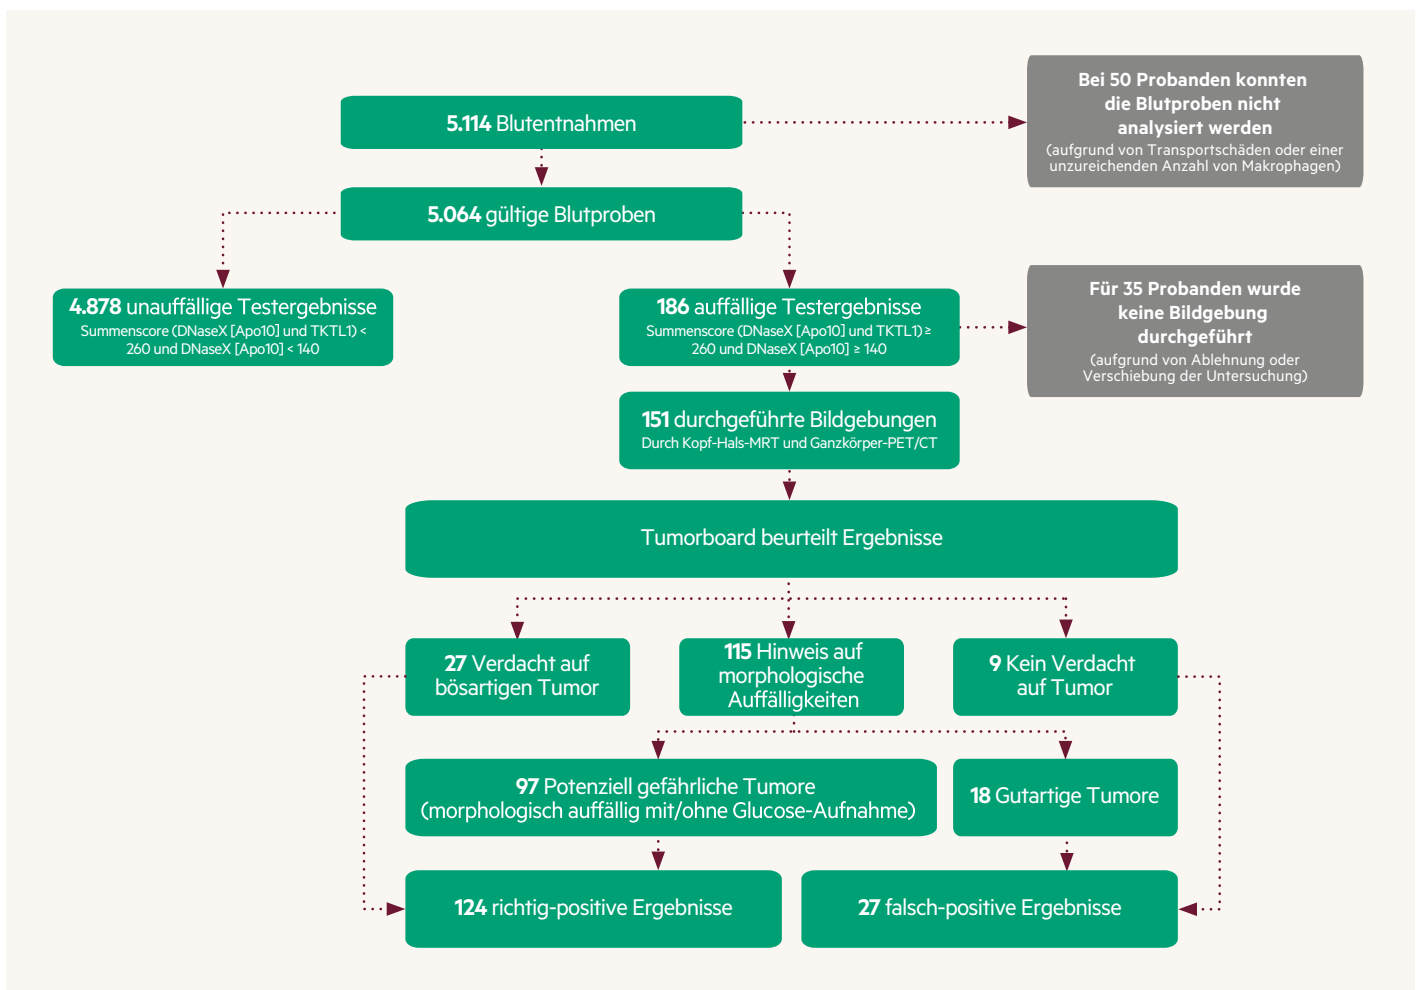 5.114 Blutentnahmen
Bei 50 Probanden konnten
die Blutproben nicht
analysiert werden
(aufgrund von Transportschäden oder einer
unzureichenden Anzahl von Makrophagen)
5.064 gültige Blutproben
4.878 unauffällige Testergebnisse
Summenscore (DNaseX [Apo10] und TKTL1) <
260 und DNaseX [Apo10] < 140
186 auffällige Testergebnisse
Summenscore (DNaseX [Apo10] und TKTL1) ≥
260 und DNaseX [Apo10] ≥ 140
Für 35 Probanden wurde
keine Bildgebung
durchgeführt
(aufgrund von Ablehnung oder
Verschiebung der Untersuchung)
151 durchgeführte Bildgebungen
Durch Kopf-Hals-MRT und Ganzkörper-PET/CT
Tumorboard beurteilt Ergebnisse
27 Verdacht auf
bösartigen Tumor
115 Hinweis auf
morphologische
Auffälligkeiten
9 Kein Verdacht
auf Tumor
97 Potenziell gefährliche Tumore
(morphologisch auffällig mit/ohne Glucose-Aufnahme)
18 Gutartige Tumore
124 richtig-positive Ergebnisse
27 falsch-positive Ergebnisse